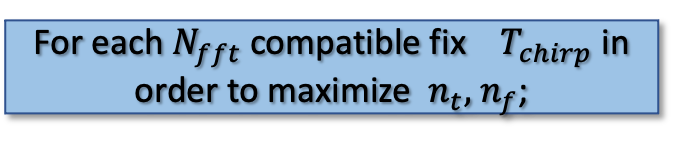 For each N_fft compatible fix T_chirp in
order to maximize n_t, n_f;